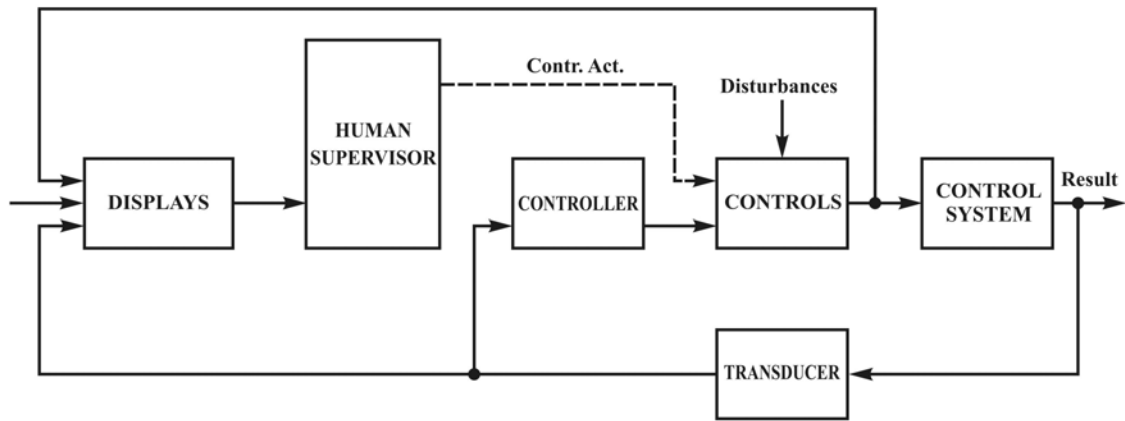 Contr. Act.
Disturbances
HUMAN
SUPERVISOR
DISPLAYS
CONTROLLER
CONTROLS
CONTROL
SYSTEM
Result
TRANSDUCER